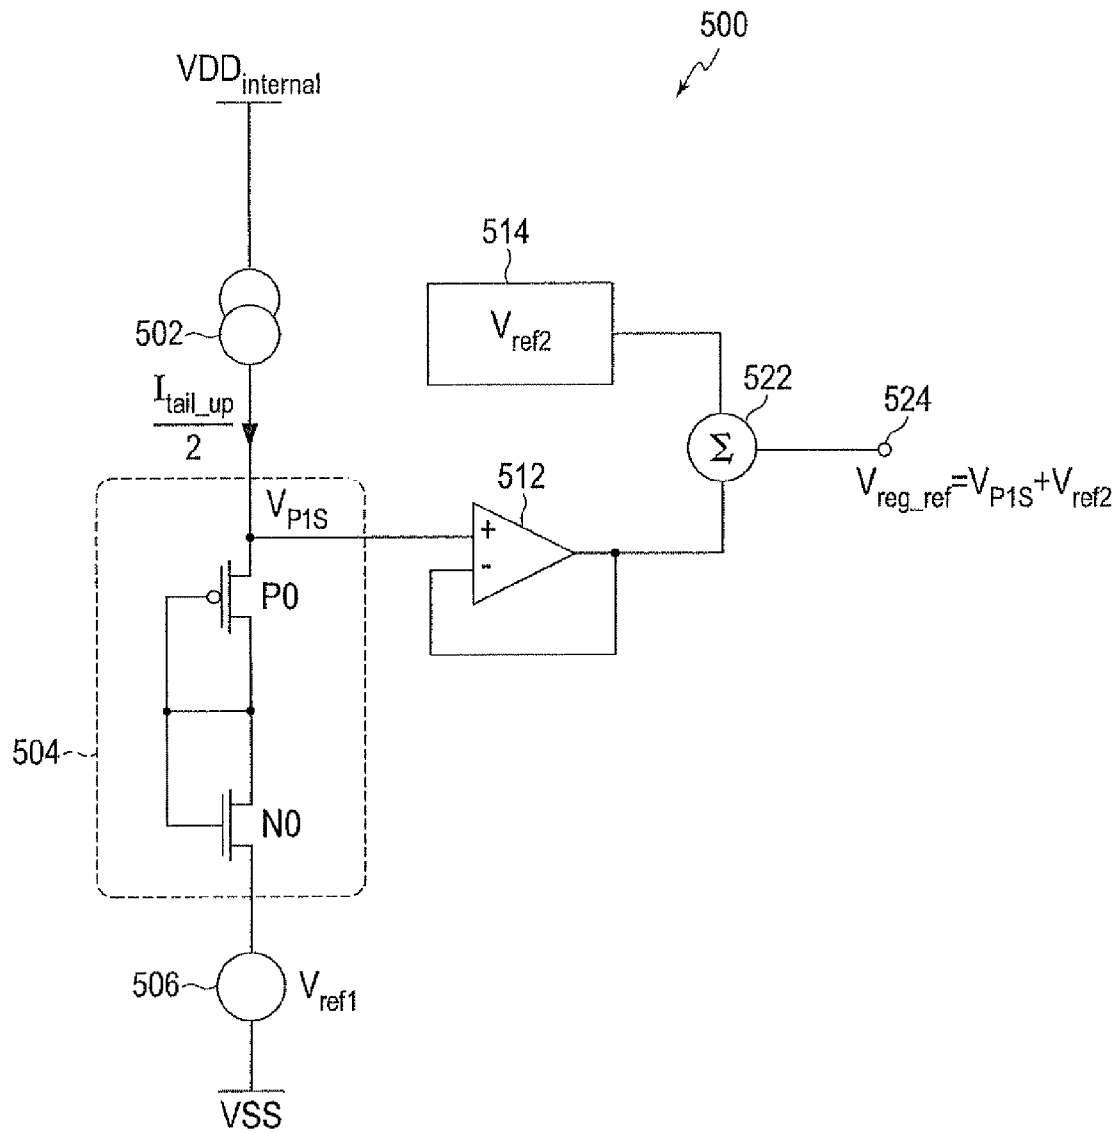 500
VDDinternal
514
Vref2
502
Itail_up
2
522
Σ
524
Vreg_ref=VP1S+Vref2
VP1S
512
+
-
P0
504
N0
506
Vref1
VSS